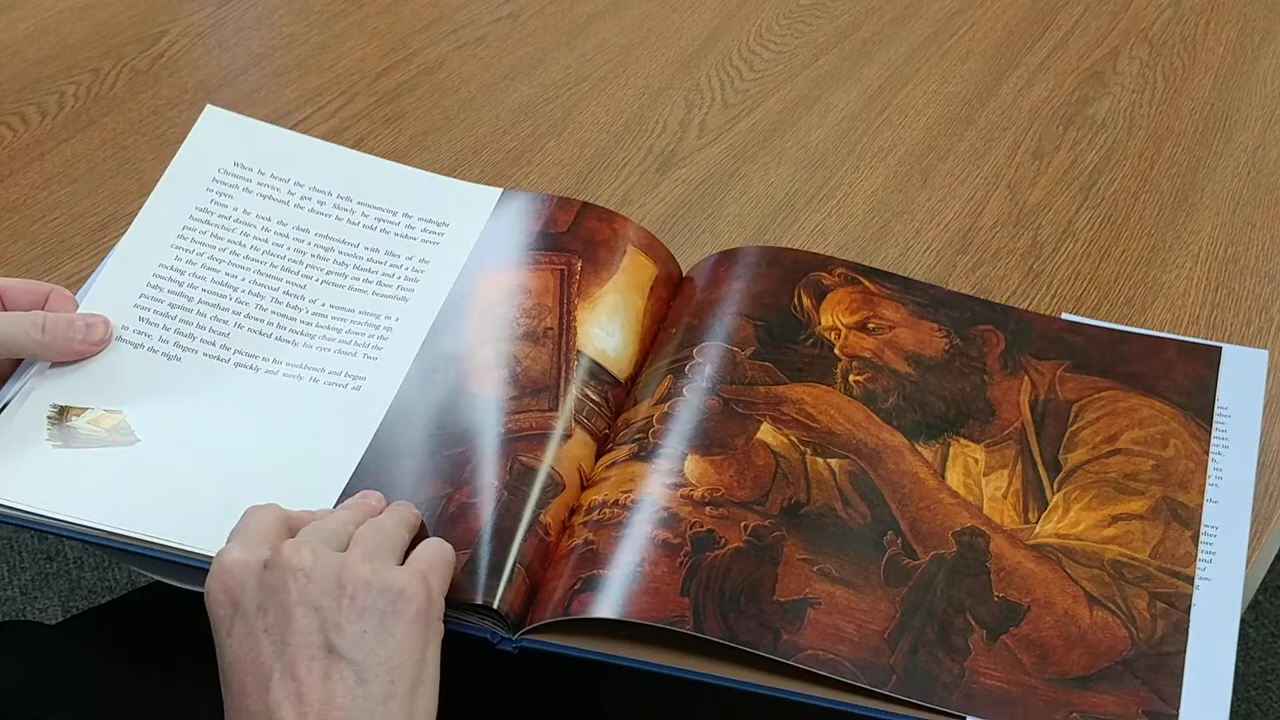 When he heard the church bells announcing the midnight
Christmas service, he got up. Slowly he opened the drawer
beneath the cupboard, the drawer he had told the widow never
to open.
From it he took the cloth embroidered with lilies of the
valley and daisies. He took out a rough woolen shawl and a lace
handkerchief. He took out a tiny white baby blanket and a little
pair of blue socks. He placed each piece gently on the floor. From
the bottom of the drawer he lifted out a picture frame, beautifully
carved of deep-brown chestnut wood.
In the frame was a charcoal sketch of a woman sitting in a
rocking chair, holding a baby. The baby's arms were reaching up,
touching the woman's face. The woman was looking down at the
baby, smiling. Jonathan sat down in his rocking chair and held the
picture against his chest. He rocked slowly, his eyes closed. Two
tears trailed into his beard.
When he finally took the picture to his workbench and began
to carve, his fingers worked quickly and surely. He carved all
through the night.
me
in
the